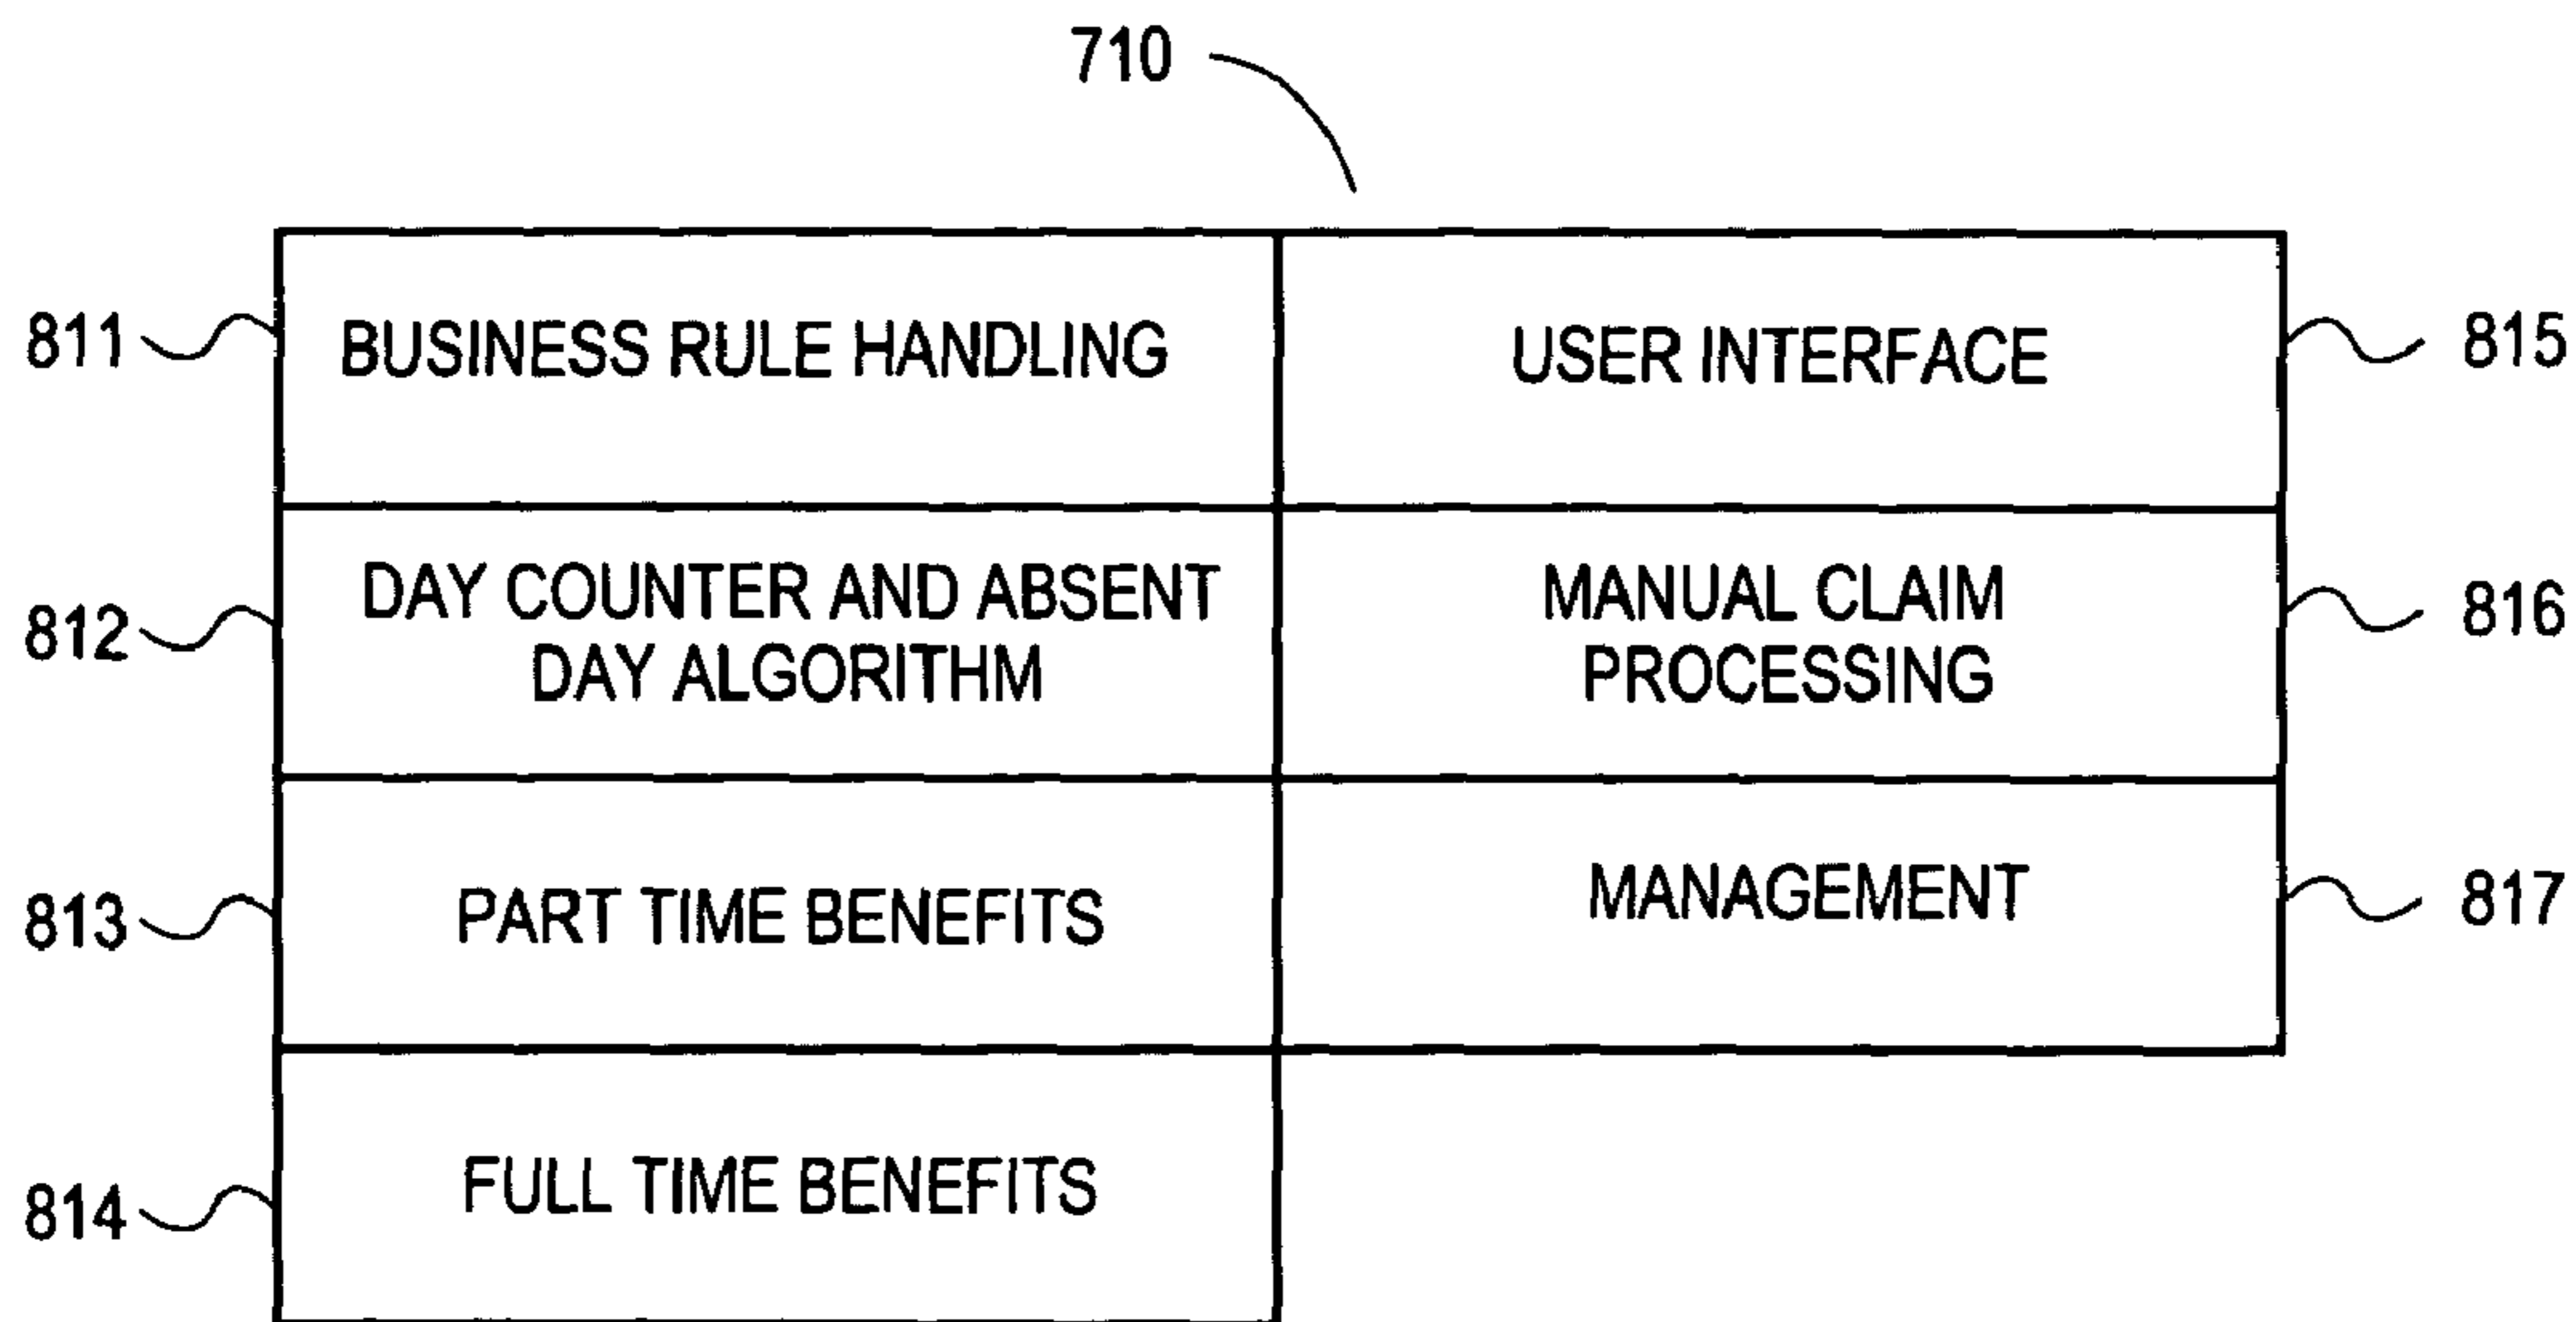 710
811
BUSINESS RULE HANDLING
USER INTERFACE
815
812
DAY COUNTER AND ABSENT
DAY ALGORITHM
MANUAL CLAIM
PROCESSING
816
813
PART TIME BENEFITS
MANAGEMENT
817
814
FULL TIME BENEFITS